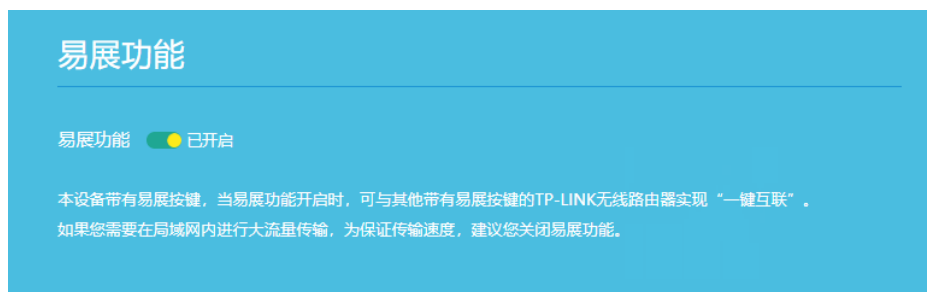 易展功能
易展功能 已开启
本设备带有易展按键，当易展功能开启时，可与其他带有易展按键的TP-LINK无线路由器实现“一键互联”。
如果您需要在局域网内进行大流量传输，为保证传输速度，建议您关闭易展功能。